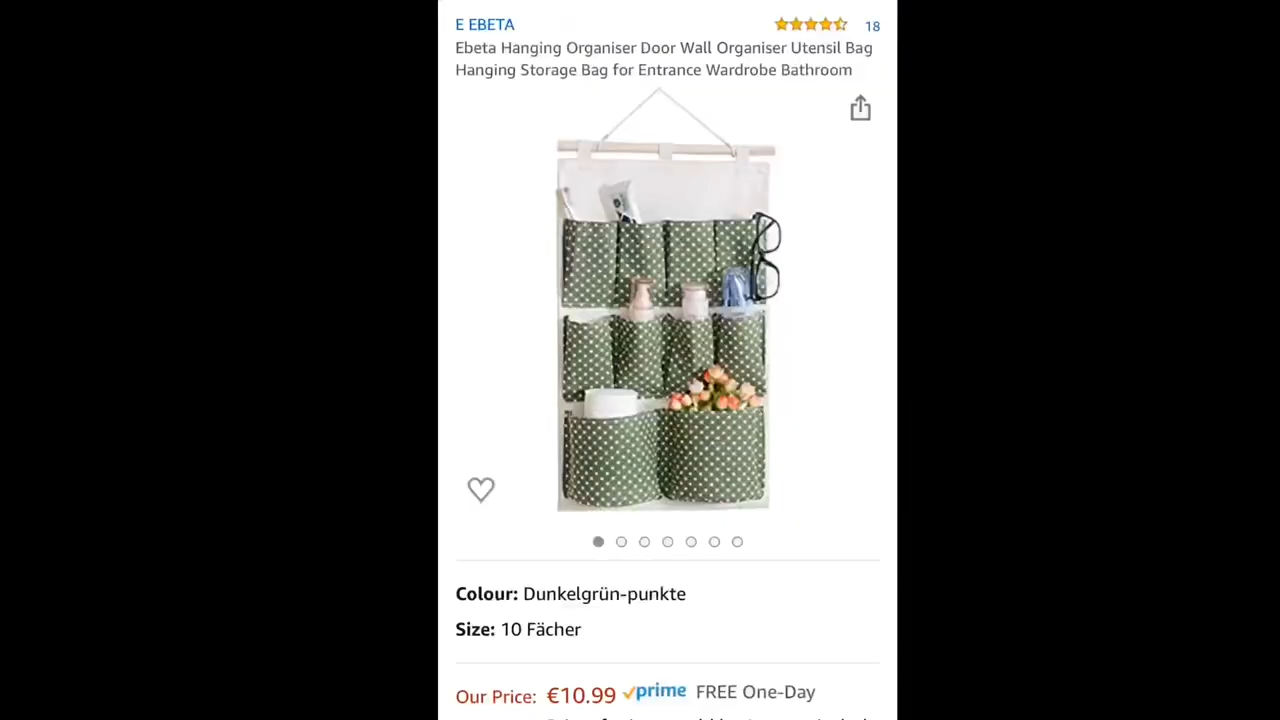 E EBETA
18
Ebeta Hanging Organiser Door Wall Organiser Utensil Bag
Hanging Storage Bag for Entrance Wardrobe Bathroom
Colour: Dunkelgrün-punkte
Size: 10 Fächer
Our Price: €10.99 prime FREE One-Day